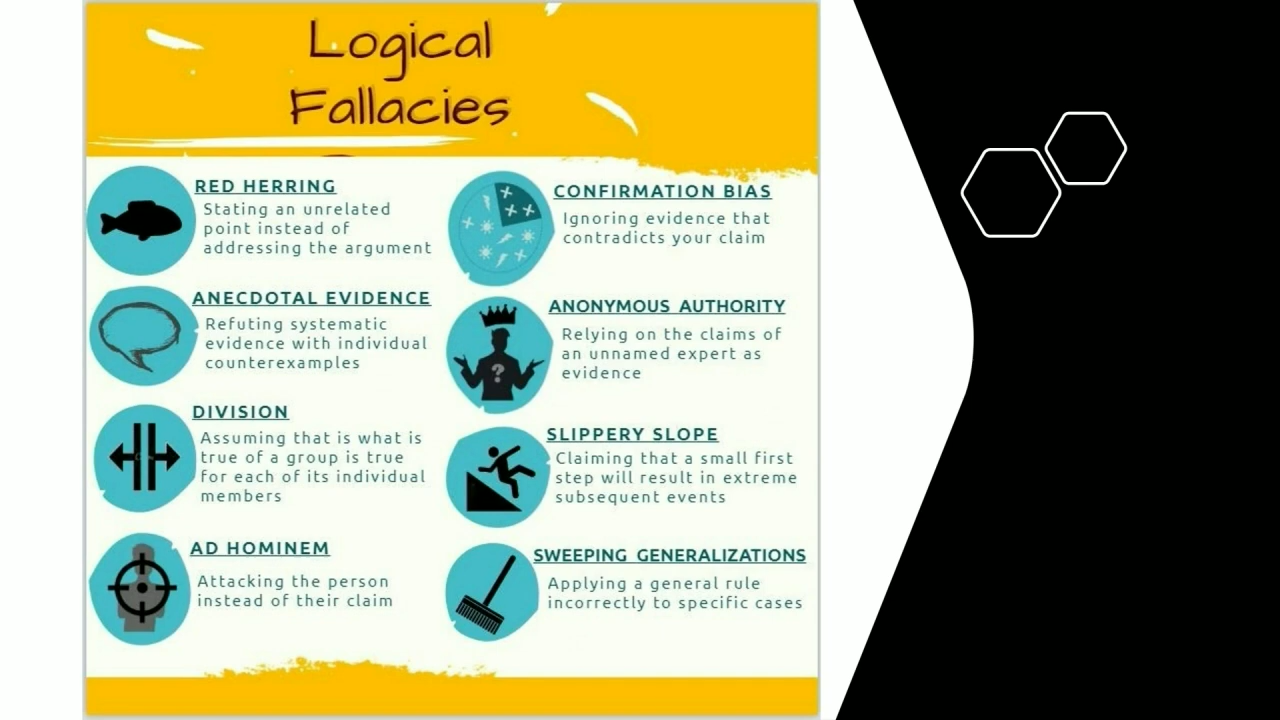 Logical
Fallacies
RED HERRING
Stating an unrelated
point instead of
addressing the argument
ANECDOTAL EVIDENCE
Refuting systematic
evidence with individual
counterexamples
DIVISION
Assuming that is what is
true of a group is true
for each of its individual
members
AD HOMINEM
Attacking the person
instead of their claim
CONFIRMATION BIAS
Ignoring evidence that
contradicts your claim
ANONYMOUS AUTHORITY
Relying on the claims of
an unnamed expert as
evidence
?
SLIPPERY SLOPE
Claiming that a small first
step will result in extreme
subsequent events
SWEEPING GENERALIZATIONS
Applying a general rule
incorrectly to specific cases